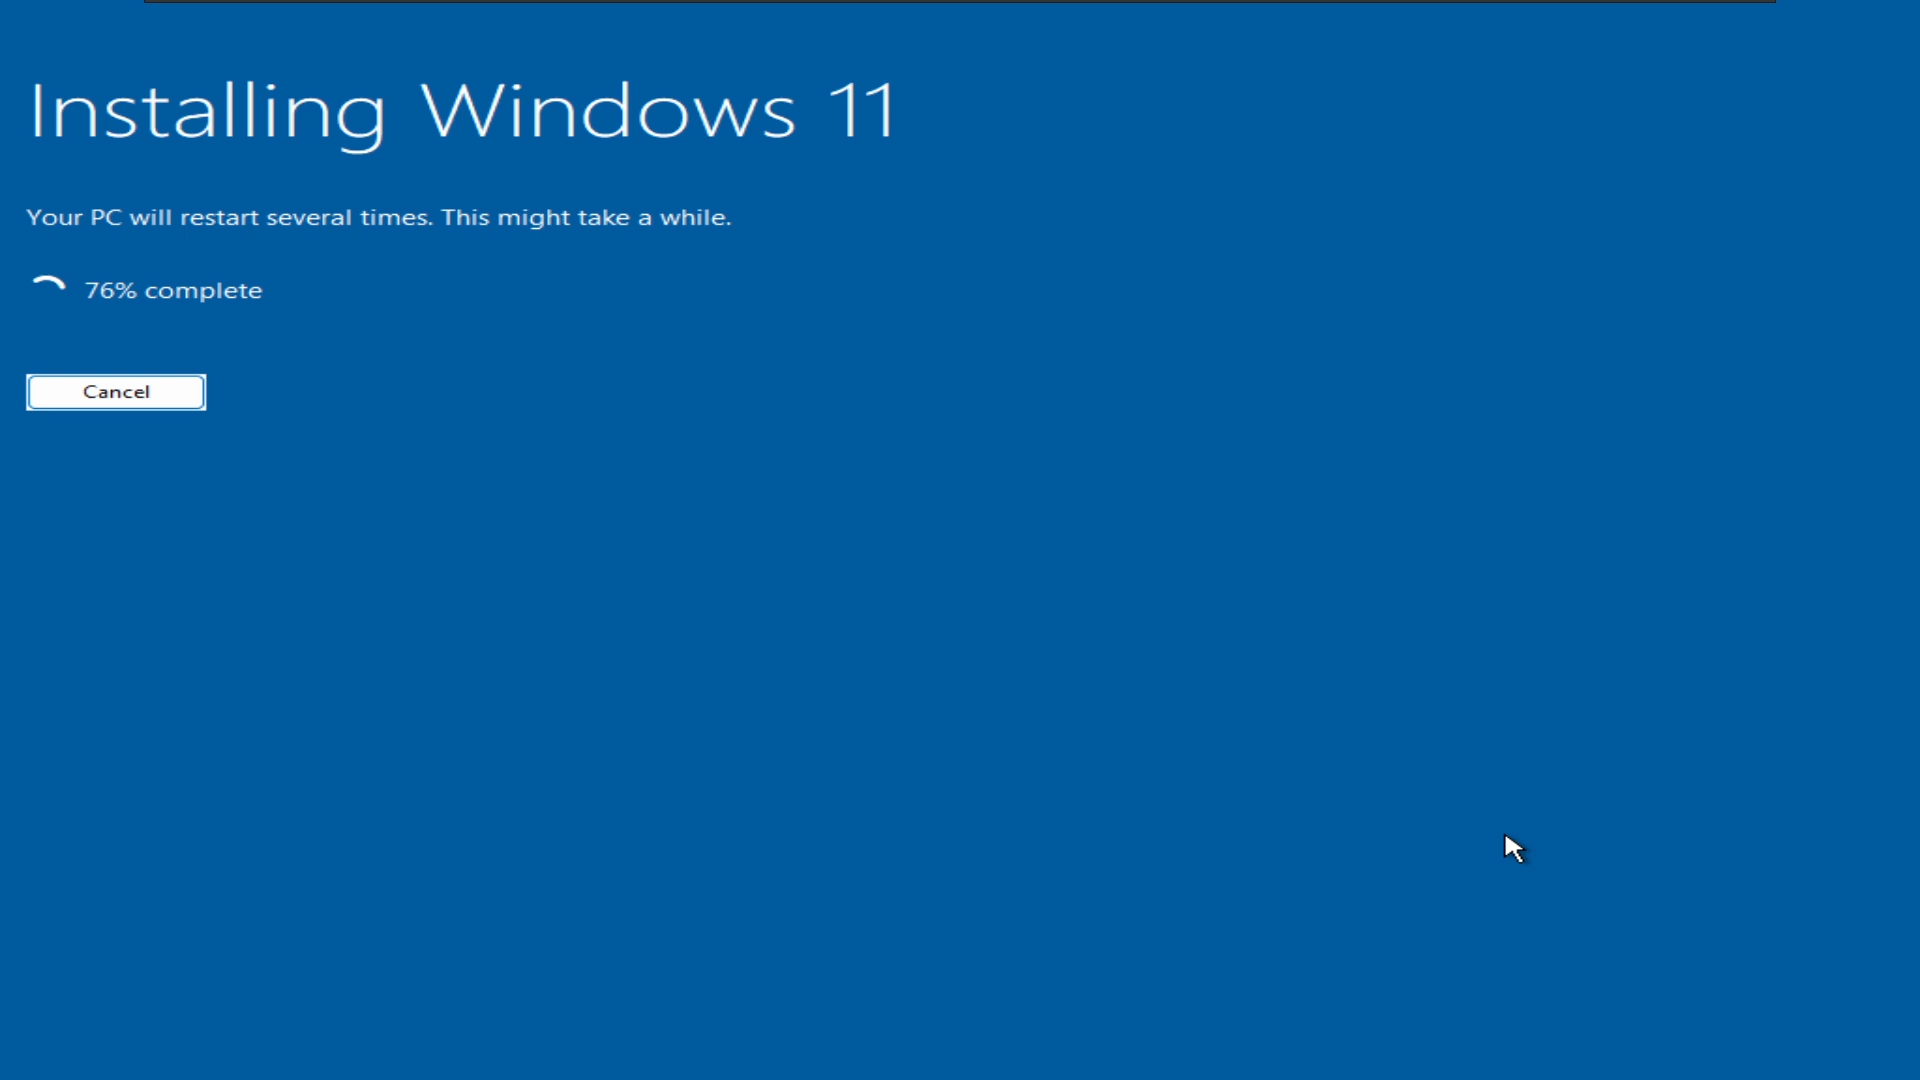 Installing Windows 11
Your PC will restart several times. This might take a while.
76% complete
Cancel